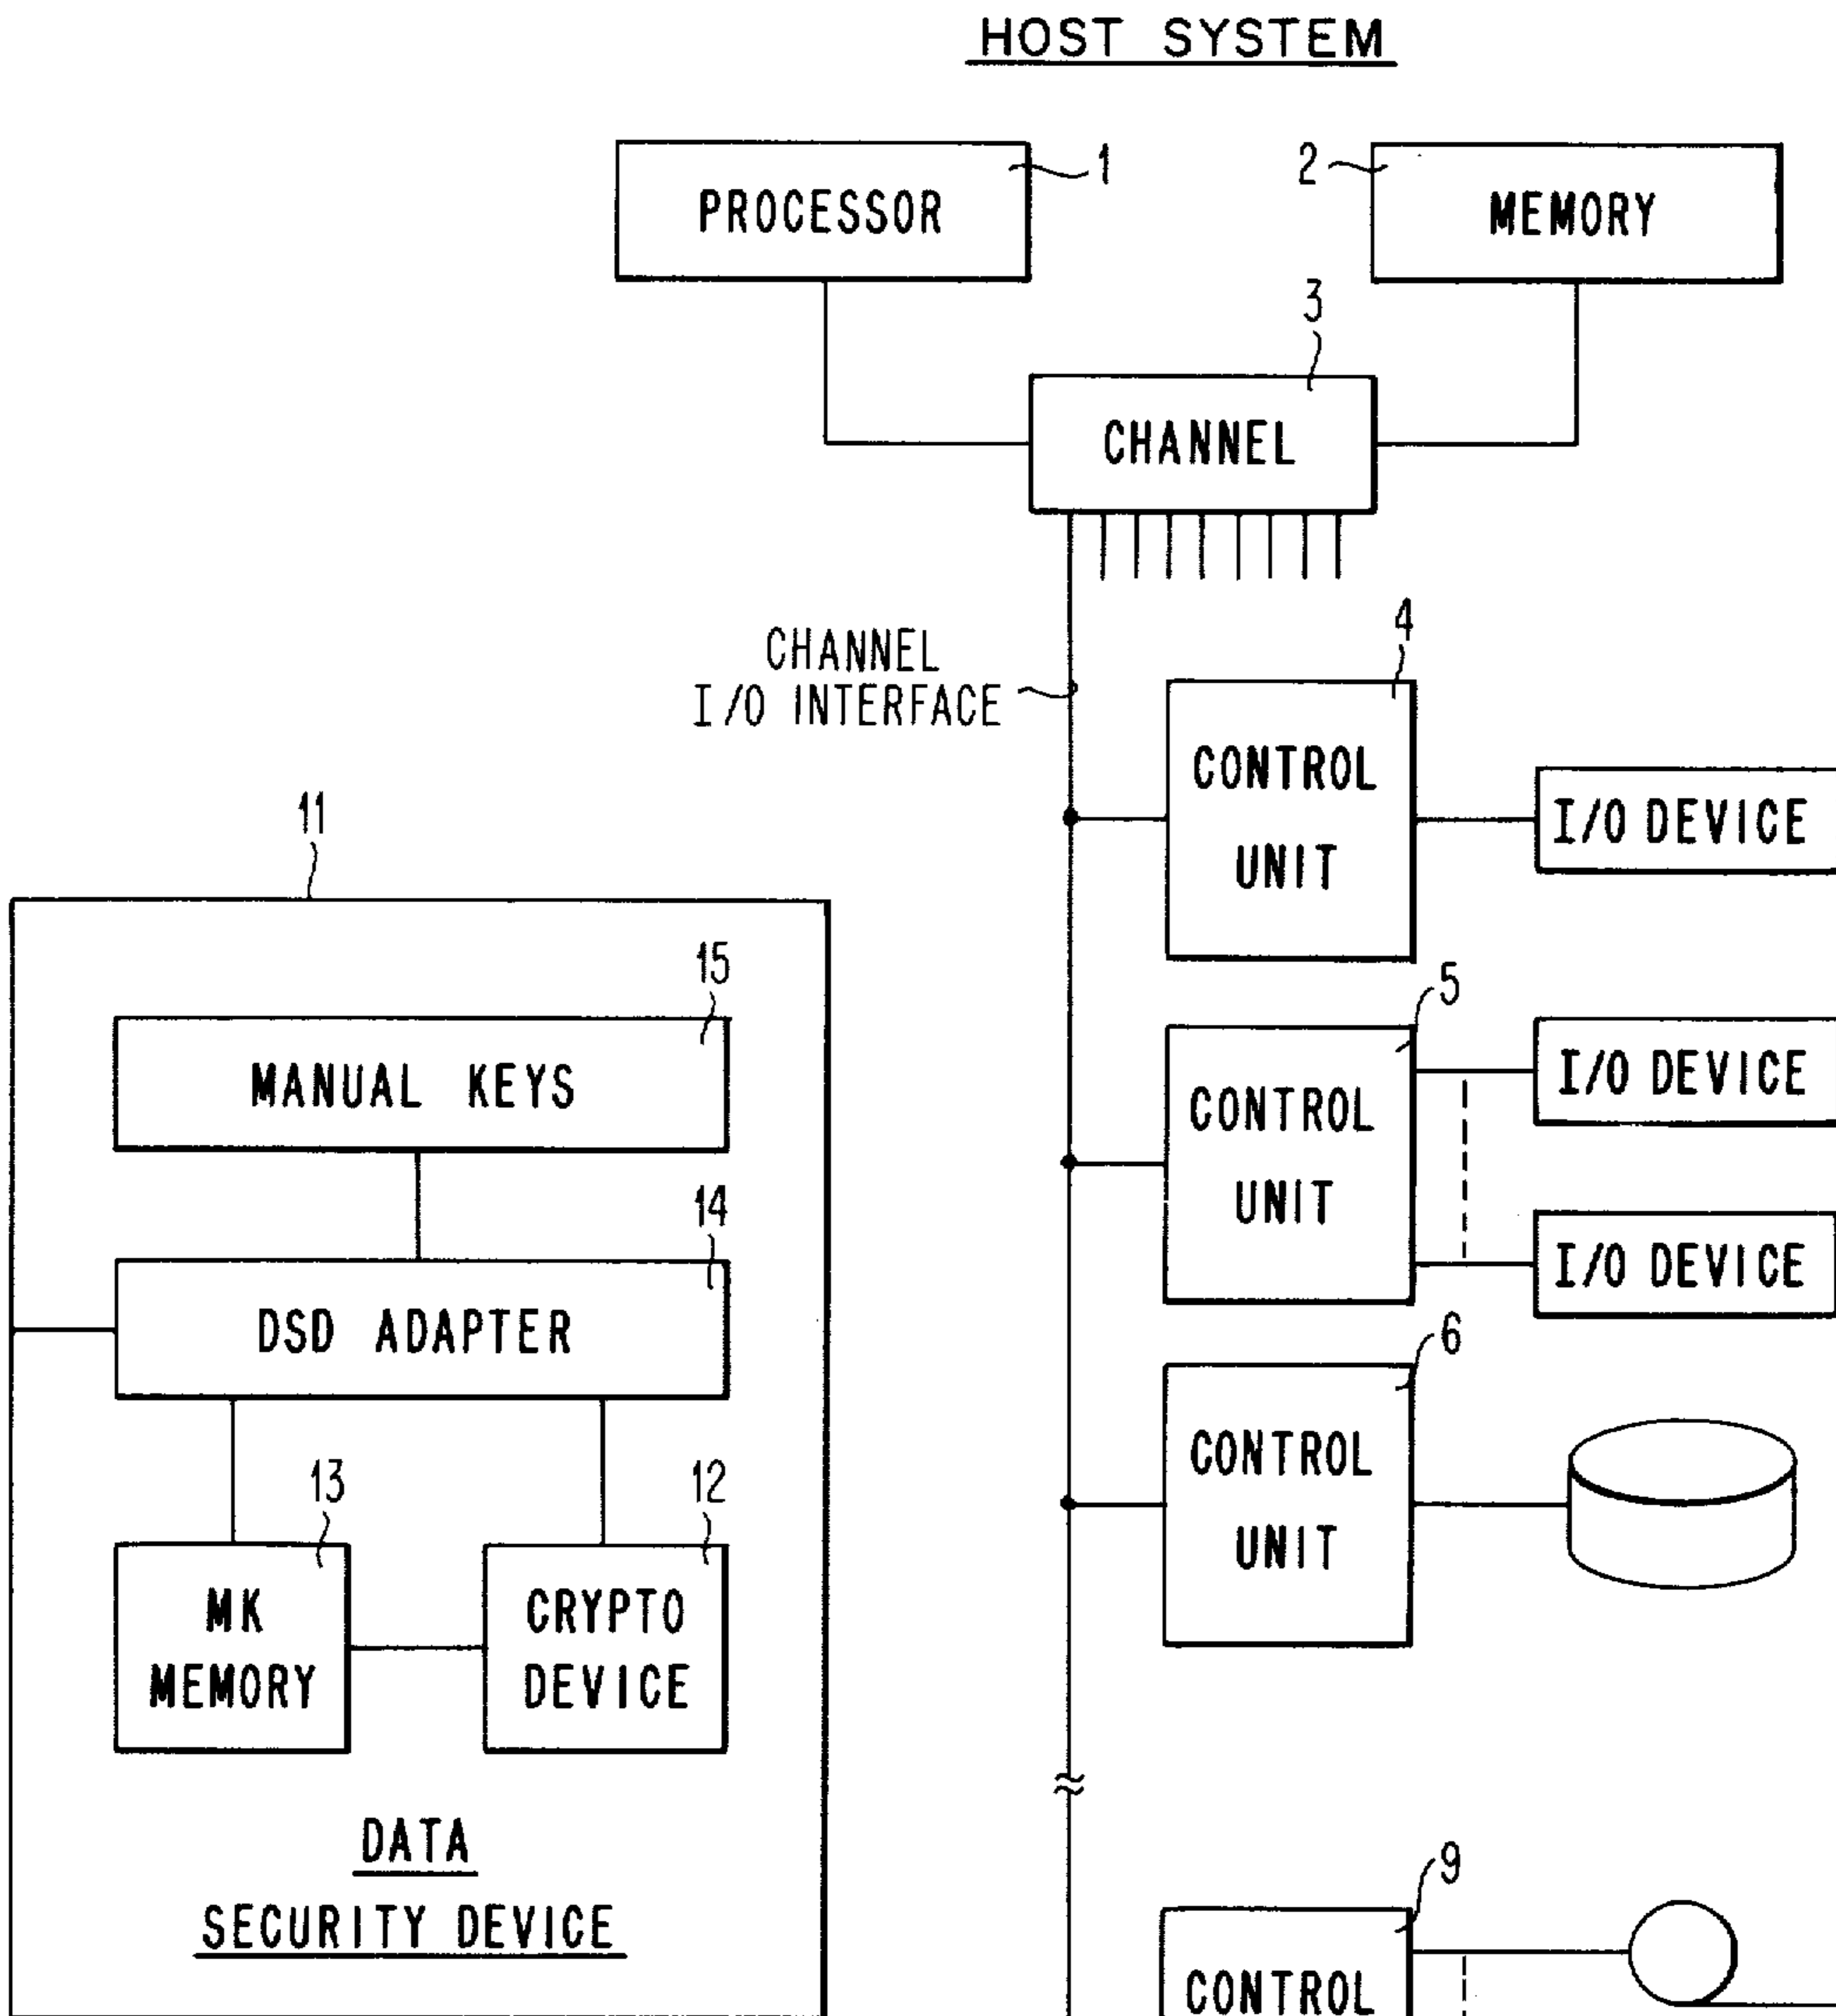 HOST SYSTEM
PROCESSOR
1
2
MEMORY
3
CHANNEL
CHANNEL
I/O INTERFACE
4
CONTROL
UNIT
I/O DEVICE
11
15
MANUAL KEYS
5
CONTROL
UNIT
I/O DEVICE
I/O DEVICE
14
DSD ADAPTER
6
CONTROL
UNIT
13
MK
MEMORY
12
CRYPTO
DEVICE
DATA
SECURITY DEVICE
9
CONTROL